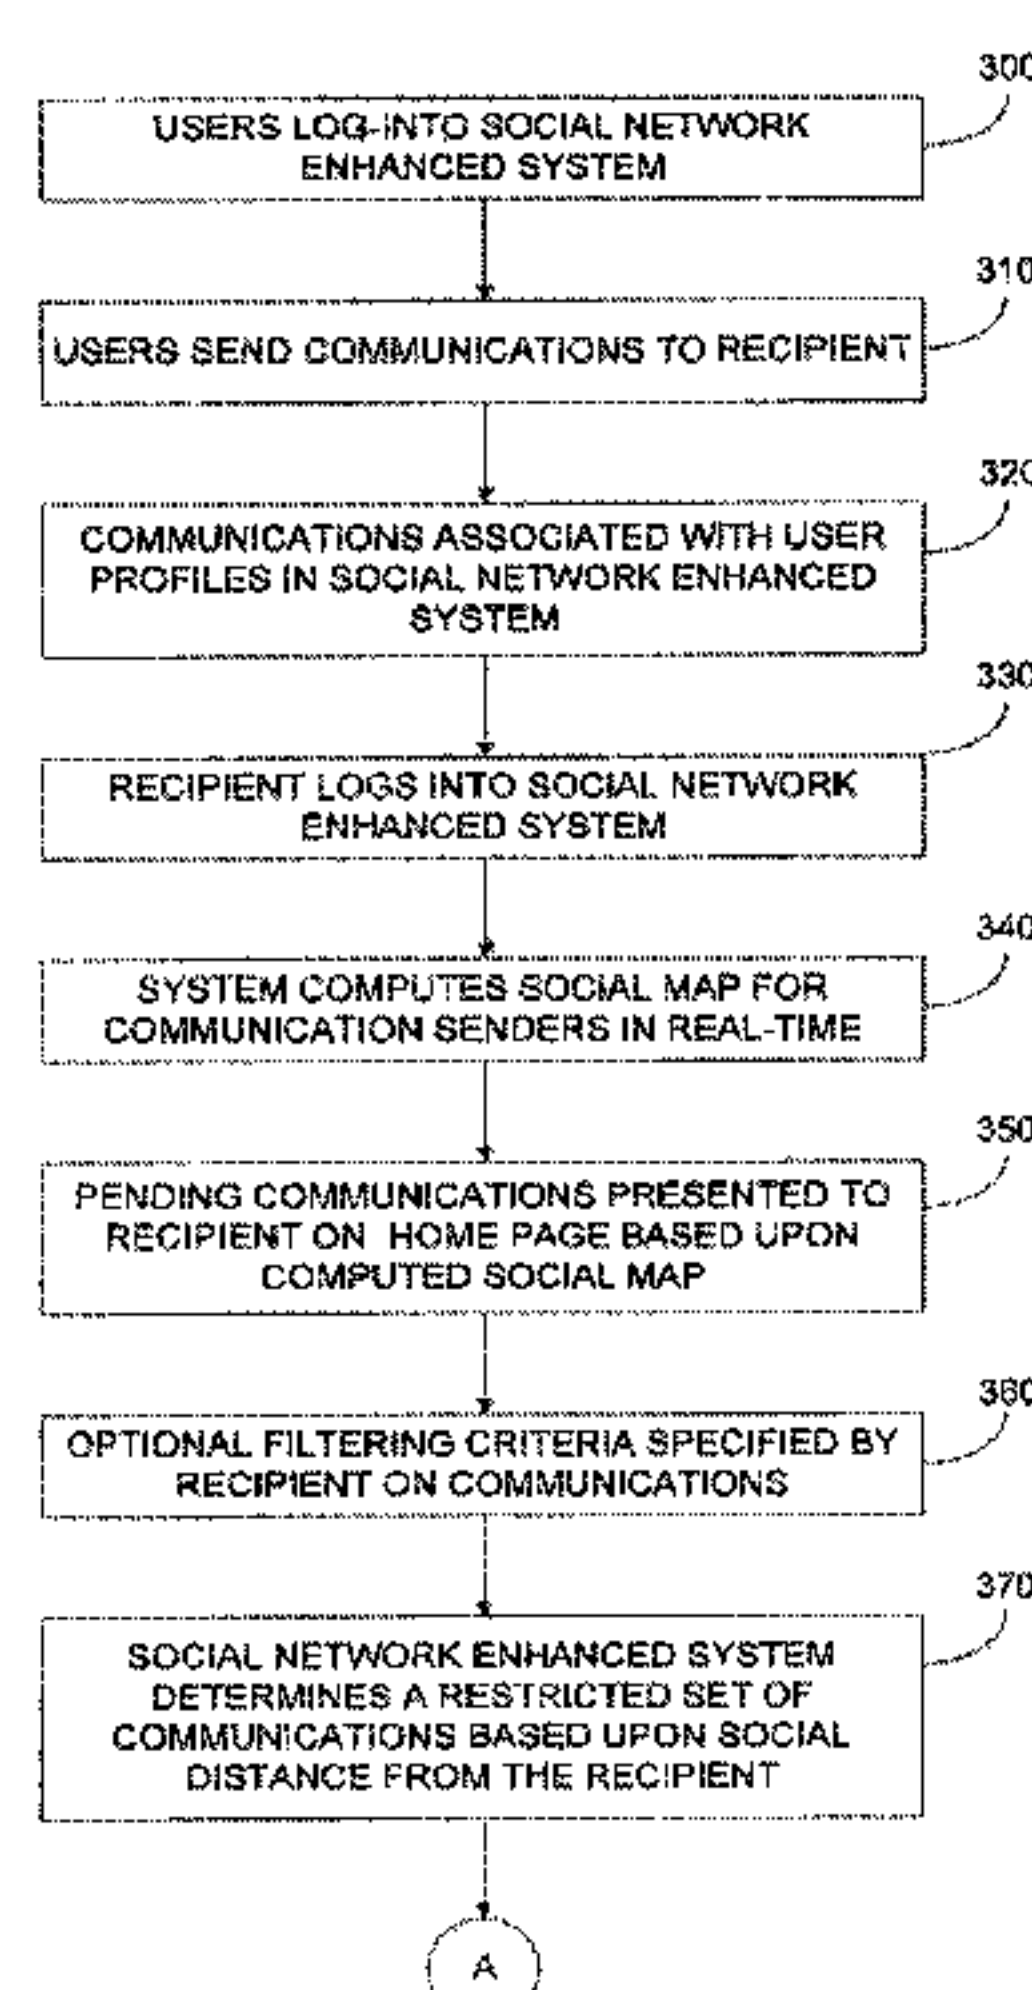 300
USERS LOG-INTO SOCIAL NETWORK
ENHANCED SYSTEM
310
USERS SEND COMMUNICATIONS TO RECIPIENT
320
COMMUNICATIONS ASSOCIATED WITH USER
PROFILES IN SOCIAL NETWORK ENHANCED
SYSTEM
330
RECIPIENT LOGS INTO SOCIAL NETWORK
ENHANCED SYSTEM
340
SYSTEM COMPUTES SOCIAL MAP FOR
COMMUNICATION SENDERS IN REAL-TIME
350
PENDING COMMUNICATIONS PRESENTED TO
RECIPIENT ON HOME PAGE BASED UPON
COMPUTED SOCIAL MAP
360
OPTIONAL FILTERING CRITERIA SPECIFIED BY
RECIPIENT ON COMMUNICATIONS
370
SOCIAL NETWORK ENHANCED SYSTEM
DETERMINES A RESTRICTED SET OF
COMMUNICATIONS BASED UPON SOCIAL
DISTANCE FROM THE RECIPIENT
A